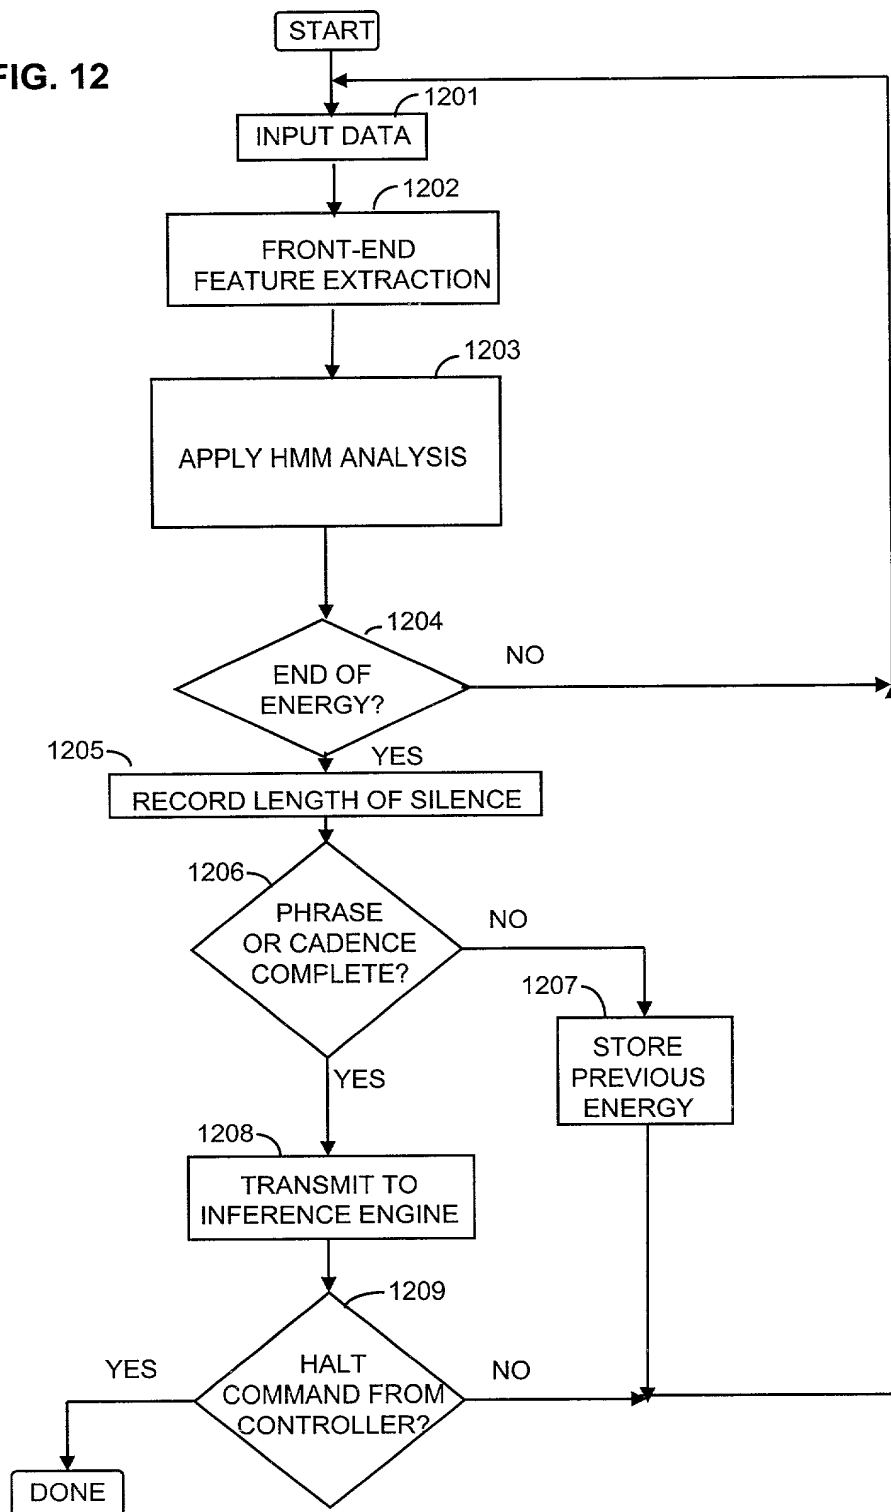 START
FIG. 12
1201
INPUT DATA
1202
FRONT-END
FEATURE EXTRACTION
1203
APPLY HMM ANALYSIS
1204
END OF
ENERGY?
NO
YES
1205
RECORD LENGTH OF SILENCE
1206
PHRASE
OR CADENCE
COMPLETE?
NO
1207
STORE
PREVIOUS
ENERGY
YES
1208
TRANSMIT TO
INFERENCE ENGINE
1209
HALT
COMMAND FROM
CONTROLLER?
YES
NO
DONE